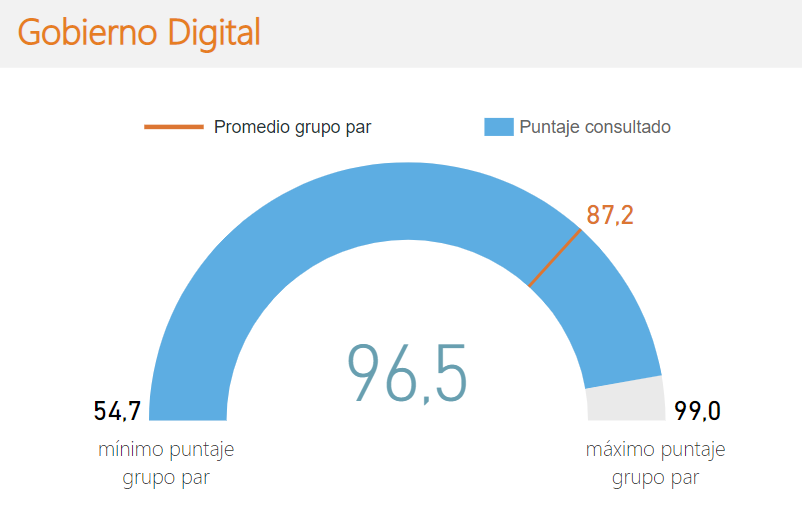 Gobierno Digital
Promedio grupo par
Puntaje consultado
87,2
96,5
54,7
99,0
mínimo puntaje
grupo par
máximo puntaje
grupo par